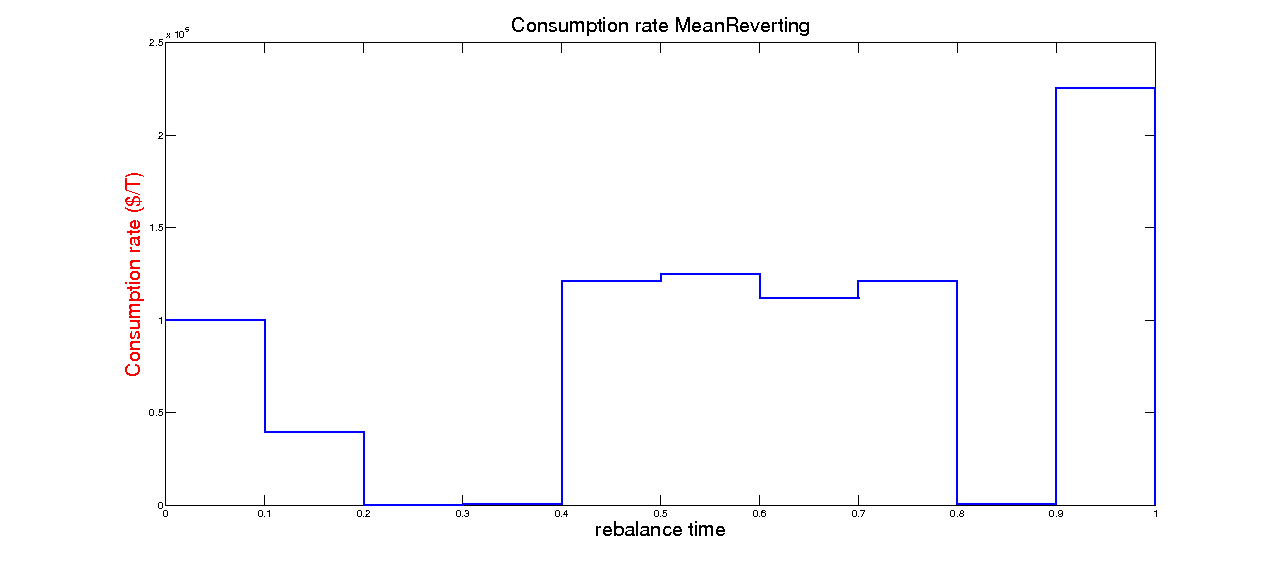 Consumption rate MeanReverting
x 10^5
2.5
2
1.5
1
0.5
0
Consumption rate ($/T)
0 0.1 0.2 0.3 0.4 0.5 0.6 0.7 0.8 0.9 1
rebalance time